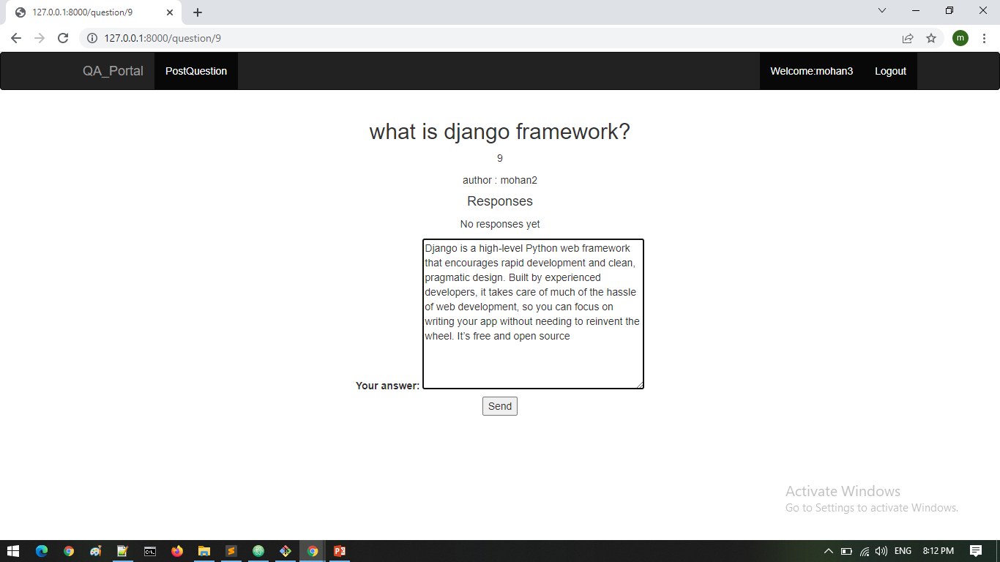 127.0.0.1:8000/question/9
127.0.0.1:8000/question/9
m
QA_Portal PostQuestion Welcome:mohan3 Logout
what is django framework?
9
author : mohan2
Responses
No responses yet
Django is a high-level Python web framework
that encourages rapid development and clean,
pragmatic design. Built by experienced
developers, it takes care of much of the hassle
of web development, so you can focus on
writing your app without needing to reinvent the
wheel. It’s free and open source
Your answer:
Send
Activate Windows
Go to Settings to activate Windows.
ENG 8:12 PM